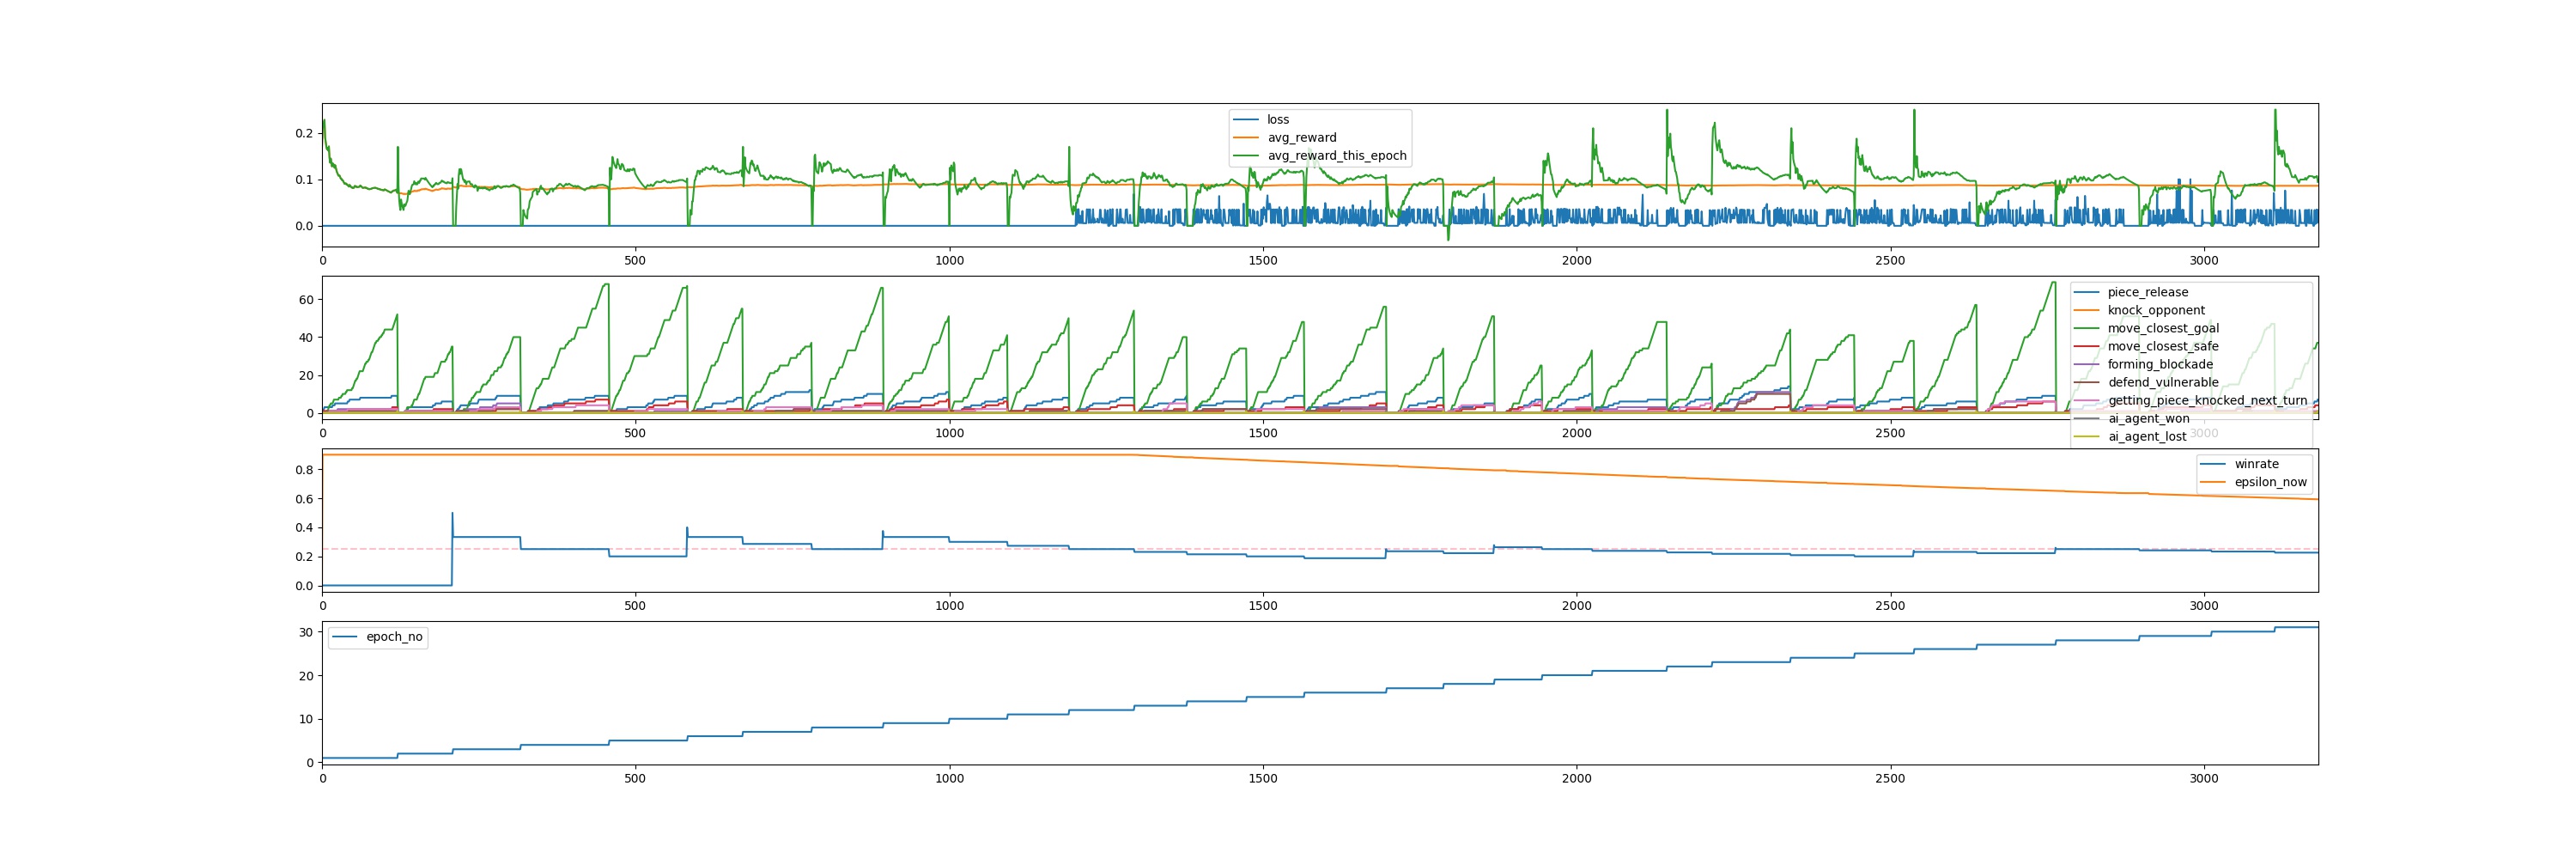 0.2
0.1
0.0
loss
avg_reward
avg_reward_this_epoch
0 500 1000 1500 2000 2500 3000
60
40
20
0
piece_release
knock_opponent
move_closest_goal
move_closest_safe
forming_blockade
defend_vulnerable
getting_piece_knocked_next_turn
ai_agent_won
ai_agent_lost
0 500 1000 1500 2000 2500 3000
0.8
0.6
0.4
0.2
0.0
winrate
epsilon_now
0 500 1000 1500 2000 2500 3000
30
20
10
0
epoch_no
0 500 1000 1500 2000 2500 3000